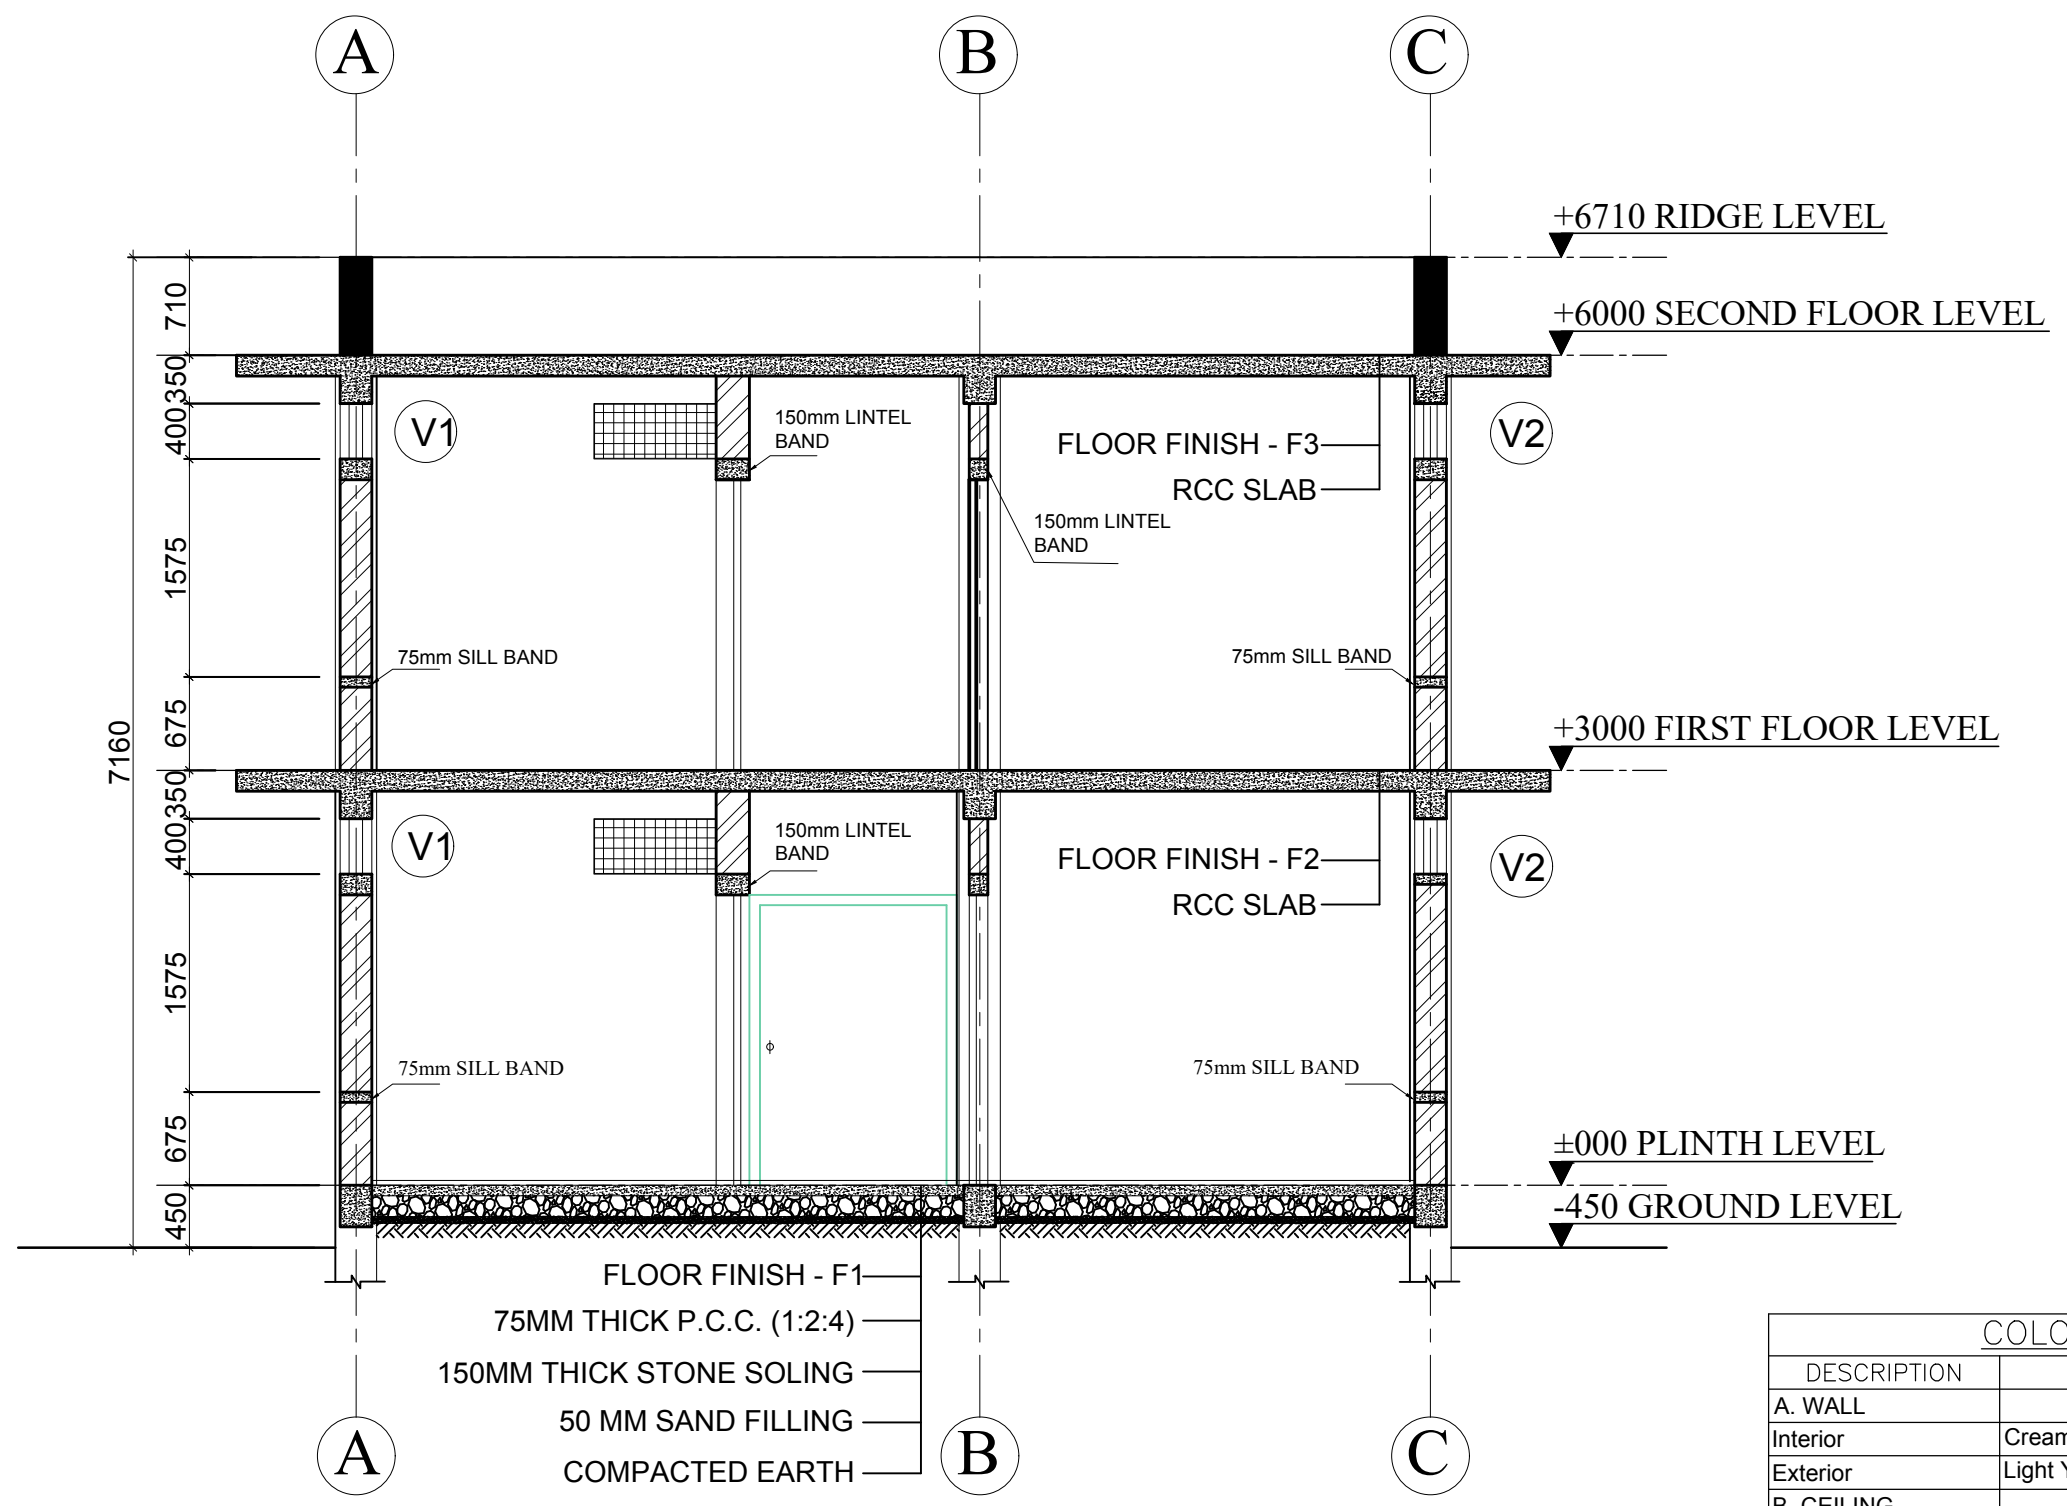 A
B
C
+6710 RIDGE LEVEL
+6000 SECOND FLOOR LEVEL
710
350
400
1575
675
350
400
1575
675
450
7160
V1
150mm LINTEL
BAND
FLOOR FINISH - F3
RCC SLAB
V2
150mm LINTEL
BAND
75mm SILL BAND
75mm SILL BAND
+3000 FIRST FLOOR LEVEL
V1
150mm LINTEL
BAND
FLOOR FINISH - F2
RCC SLAB
V2
75mm SILL BAND
75mm SILL BAND
±000 PLINTH LEVEL
-450 GROUND LEVEL
FLOOR FINISH - F1
75MM THICK P.C.C. (1:2:4)
150MM THICK STONE SOLING
50 MM SAND FILLING
COMPACTED EARTH
A
B
C
DESCRIPTION
A. WALL
Interior Cream
Exterior Light
B. CEILING